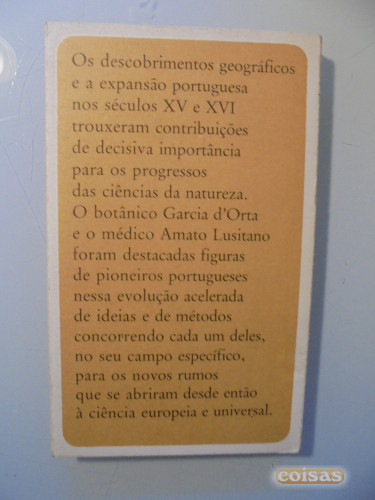 Os descobrimentos geográficos
e a expansão portuguesa
nos séculos XV e XVI
trouxeram contribuições
de decisiva importância
para os progressos
das ciências da natureza.
O botânico Garcia d'Orta
e o médico Amato Lusitano
foram destacadas figuras
de pioneiros portugueses
nessa evolução acelerada
de ideias e de métodos
concorrendo cada um deles,
no seu campo específico,
para os novos rumos
que se abriram desde então
à ciência europeia e universal.
coisas